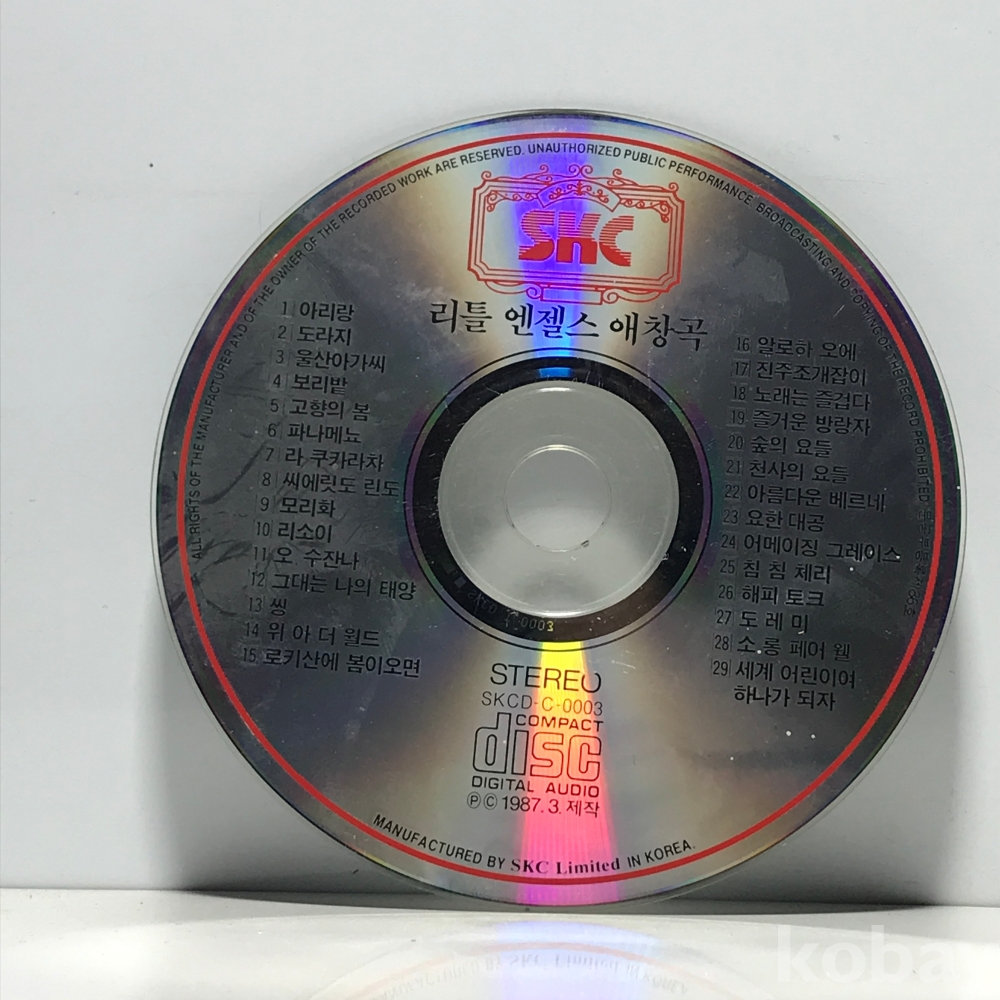 ALL RIGHTS OF THE MANUFACTURER AND OF THE OWNER OF THE RECORDED WORK ARE RESERVED. UNAUTHORIZED PUBLIC PERFORMANCE BROADCASTING AND COPYING OF THE RECORD PROHIBITED
SKC
리틀 엔젤스 애창곡
1 아리랑
2 도라지
3 울산아가씨
4 보리밭
5 고향의 봄
6 파나메뇨
7 라 쿠카라차
8 씨에릿도 린도
9 모리화
10 리소이
11 오 수잔나
12 그대는 나의 태양
13 씽
14 위 아 더 월드
15 로키산에 봄이오면
16 알로하 오에
17 진주조개잡이
18 노래는 즐겁다
19 즐거운 방랑자
20 숲의 요들
21 천사의 요들
22 아름다운 베르네
23 요한 대공
24 어메이징 그레이스
25 침 침 체리
26 해피 토크
27 도 레 미
28 소 롱 페어 웰
29 세계 어린이여
하나가 되자
STEREO
SKCD-C-0003
COMPACT
disc
DIGITAL AUDIO
ⓅⒸ 1987. 3. 제작
MANUFACTURED BY SKC Limited IN KOREA.
koba